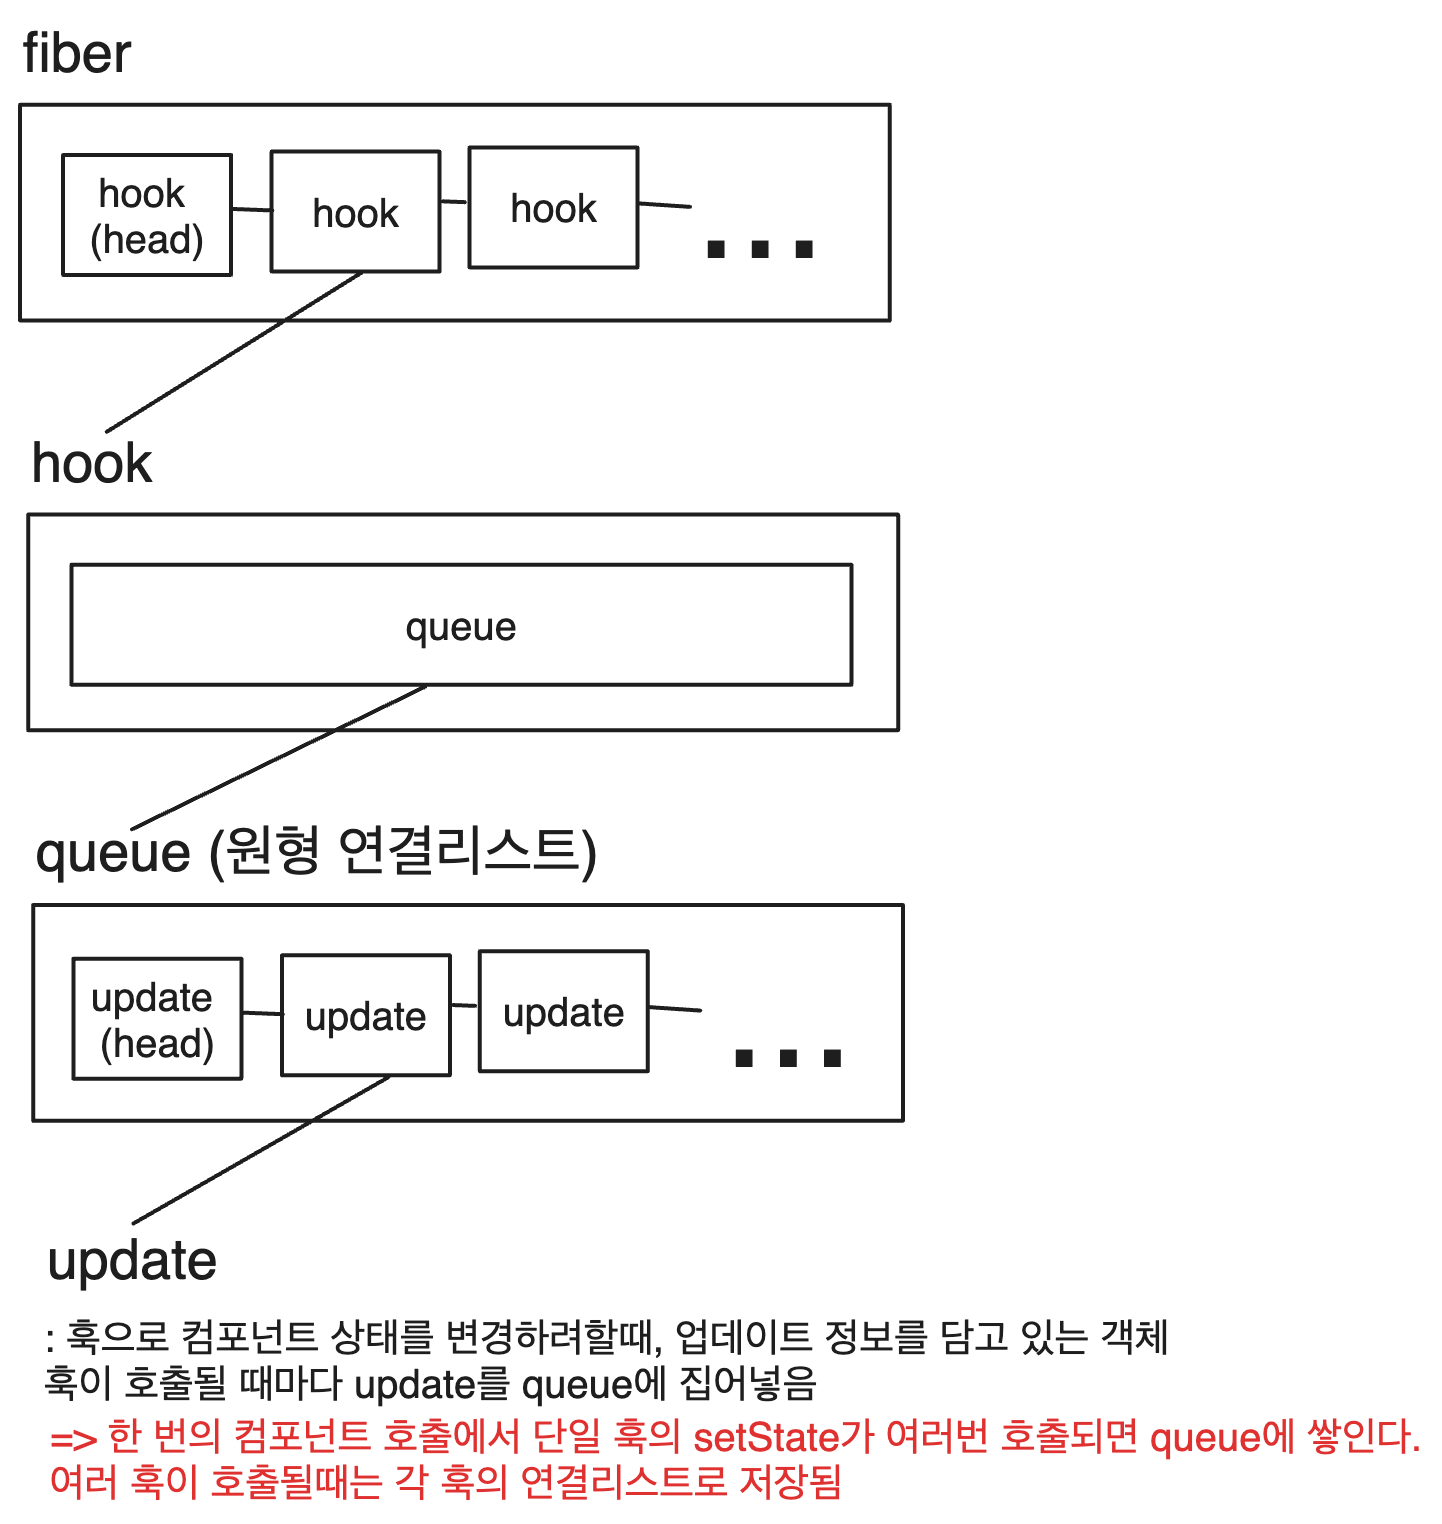 fiber
hook
(head)
hook
hook
...
hook
queue
queue (원형 연결리스트)
update
(head)
update
update
...
update
: 훅으로 컴포넌트 상태를 변경하려할때, 업데이트 정보를 담고 있는 객체
훅이 호출될 때마다 update를 queue에 집어넣음
=> 한 번의 컴포넌트 호출에서 단일 훅의 setState가 여러번 호출되면 queue에 쌓인다.
여러 훅이 호출될때는 각 훅의 연결리스트로 저장됨